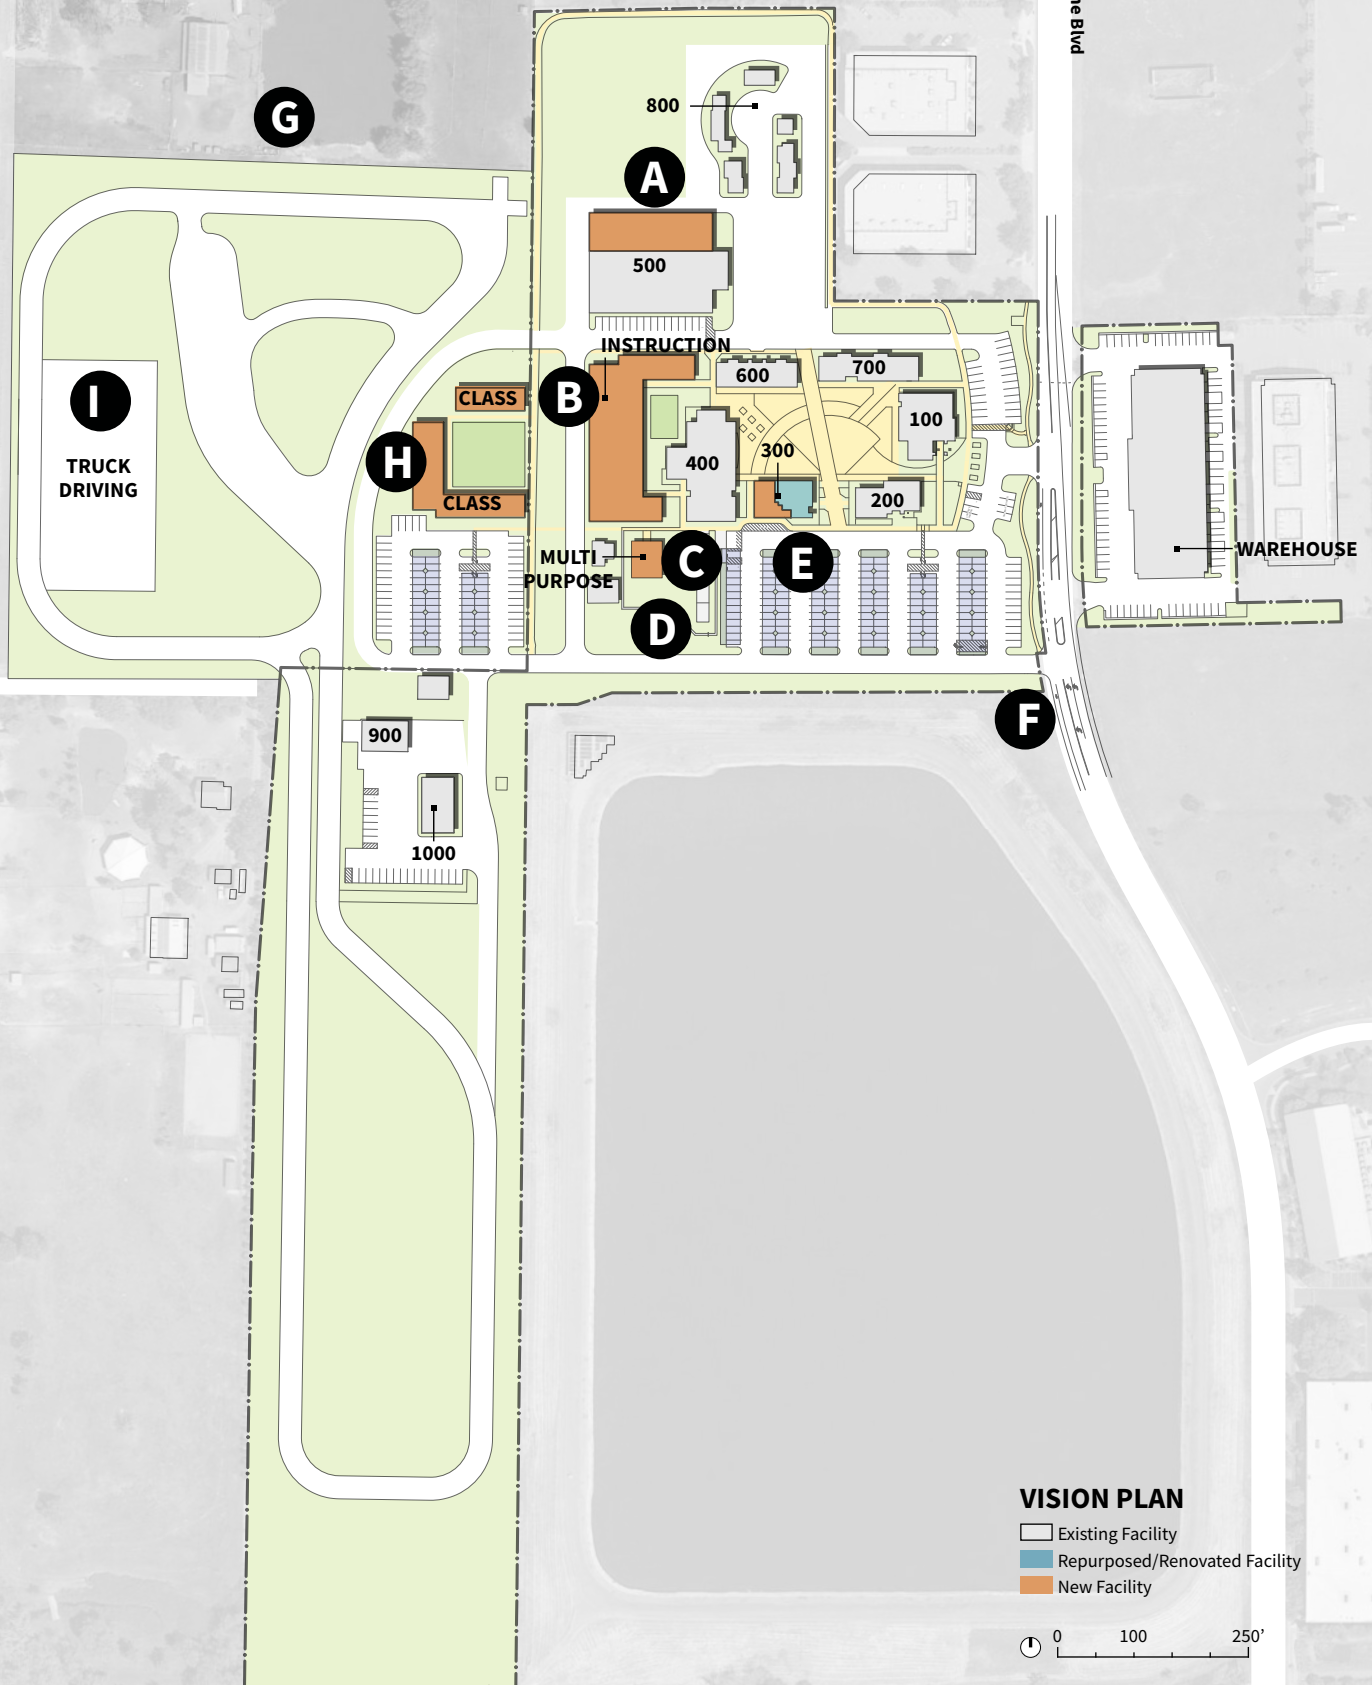 ne Blvd
G
800
A
500
INSTRUCTION
600
700
I
CLASS
B
100
H
300
400
TRUCK
DRIVING
CLASS
200
MULTI
PURPOSE
C
E
WAREHOUSE
D
F
900
1000
VISION PLAN
Existing Facility
Repurposed/Renovated Facility
New Facility
0 100 250’